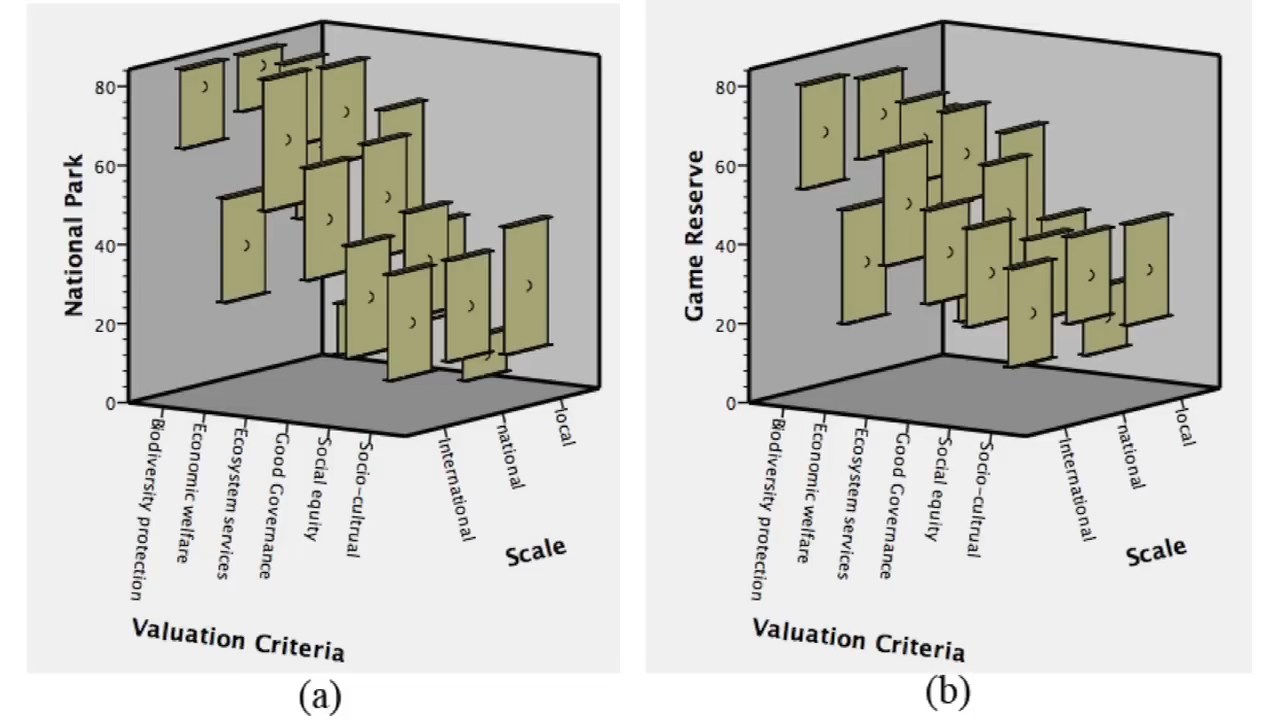 80
60
40
20
0
National Park
Biodiversity protection
Economic welfare
Ecosystem services
Good Governance
Social equity
Socio-cultrual
International
national
local
Scale
Valuation Criteria
(a)
80
60
40
20
0
Game Reserve
Biodiversity protection
Economic welfare
Ecosystem services
Good Governance
Social equity
Socio-cultrual
International
national
local
Scale
Valuation Criteria
(b)